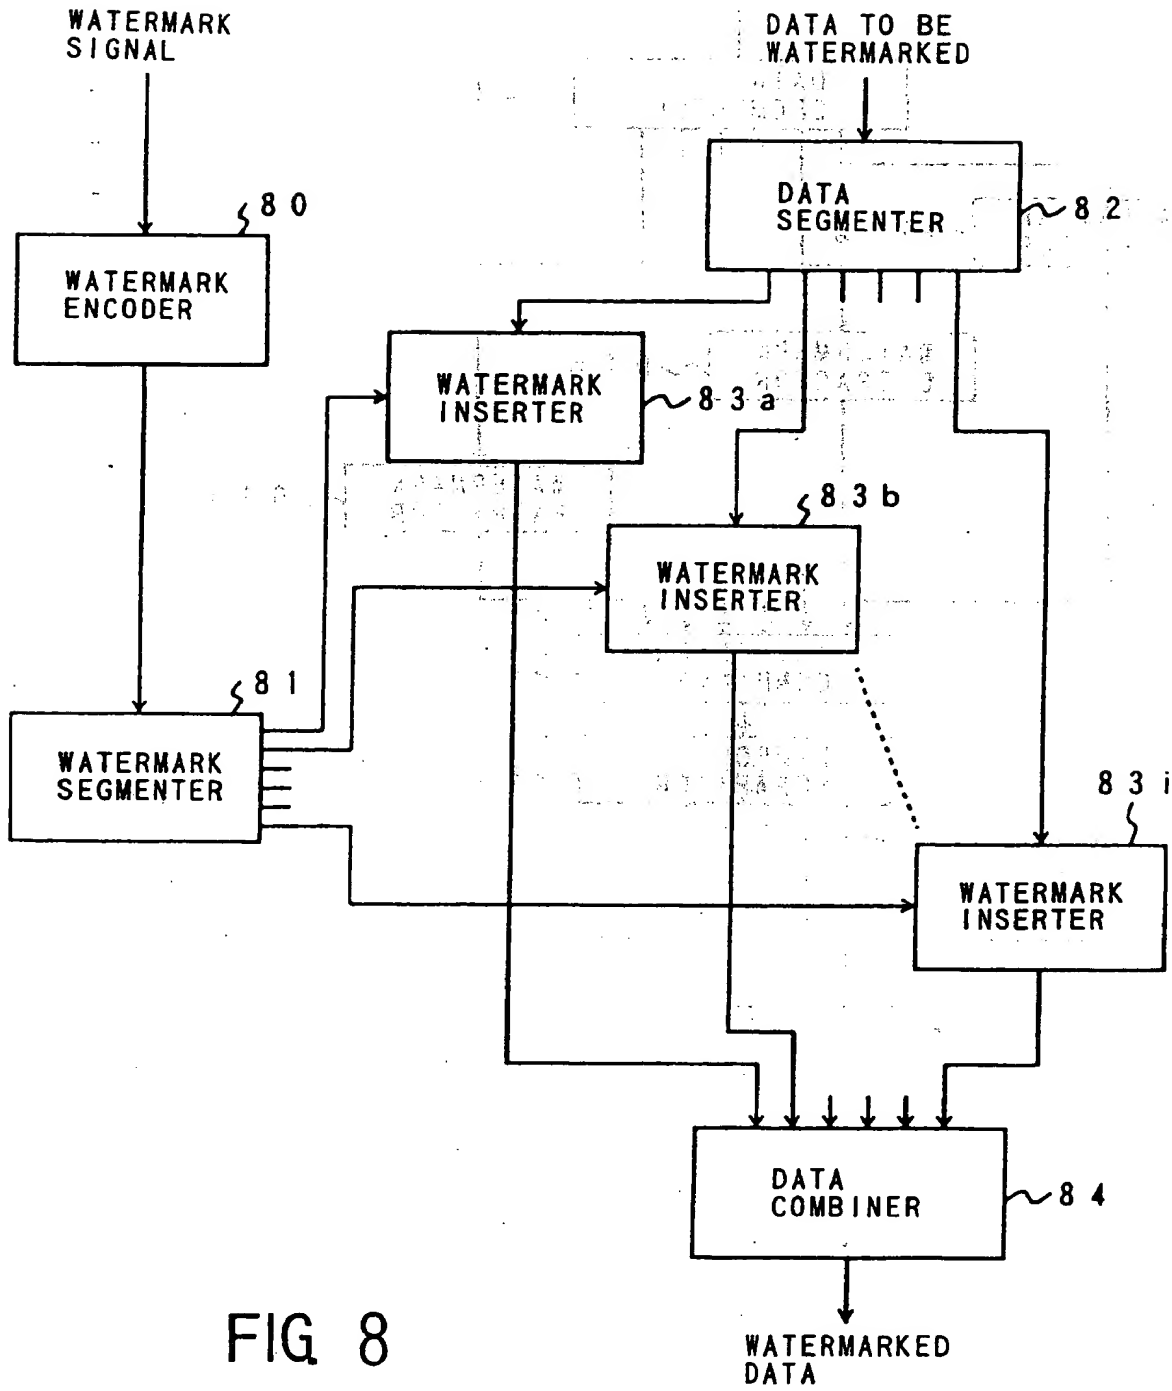 WATERMARK
SIGNAL
DATA TO BE
WATERMARKED
80
WATERMARK
ENCODER
DATA
SEGMENTER
82
WATERMARK
INSERTER
83a
83b
WATERMARK
INSERTER
81
WATERMARK
SEGMENTER
83i
WATERMARK
INSERTER
DATA
COMBINER
84
WATERMARKED
DATA
FIG. 8